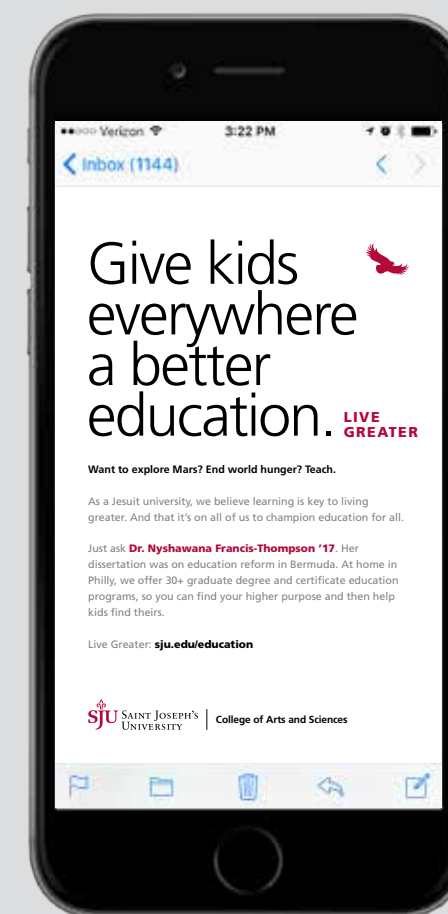 Verizon 3:22 PM
Inbox (1144)
Give kids
everywhere
a better
education.
LIVE
GREATER
Want to explore Mars? End world hunger? Teach.
As a Jesuit university, we believe learning is key to living
greater. And that it's on all of us to champion education for all.
Just ask Dr. Nyshawana Francis-Thompson '17. Her
dissertation was on education reform in Bermuda. At home in
Philly, we offer 30+ graduate degree and certificate education
programs, so you can find your higher purpose and then help
kids find theirs.
Live Greater: sju.edu/education
SJU SAINT JOSEPH'S
UNIVERSITY
College of Arts and Sciences